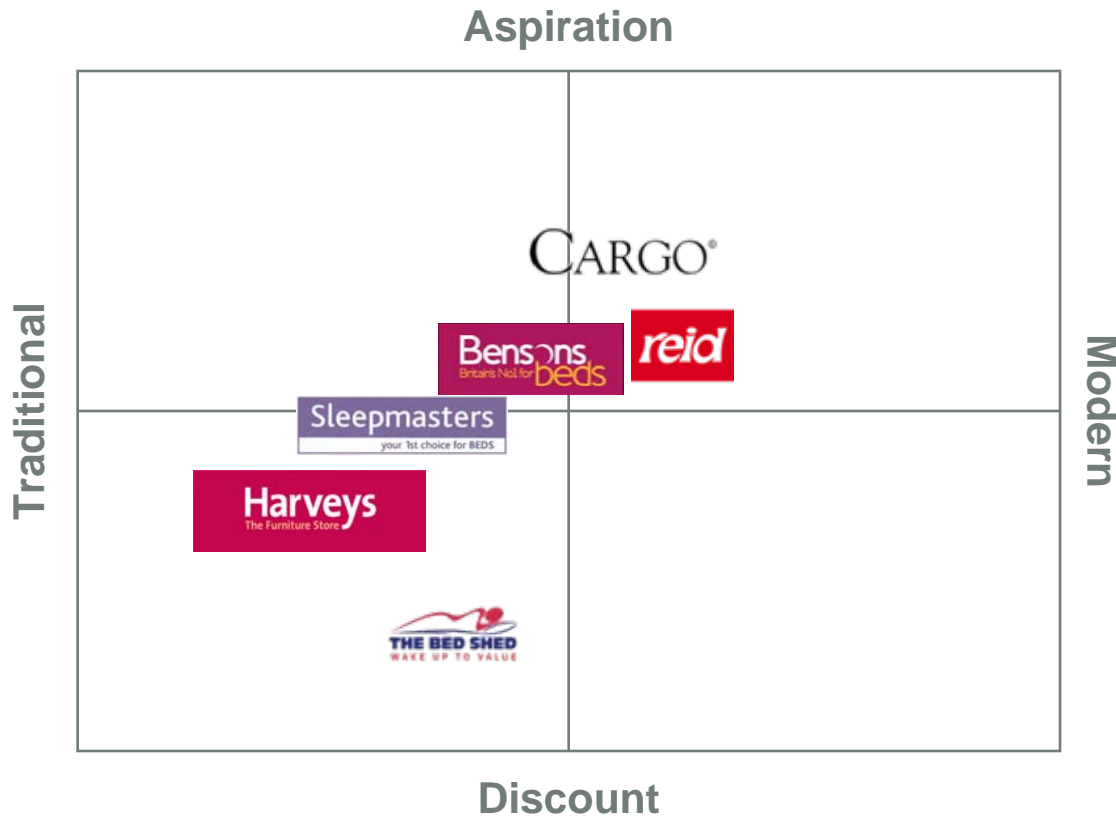 Aspiration
CARGO®
Traditional
Modern
Bensons
Britain's No.1 for beds
reid
Sleepmasters
your 1st choice for BEDS
Harveys
The Furniture Store
THE BED SHED
WAKE UP TO VALUE
Discount